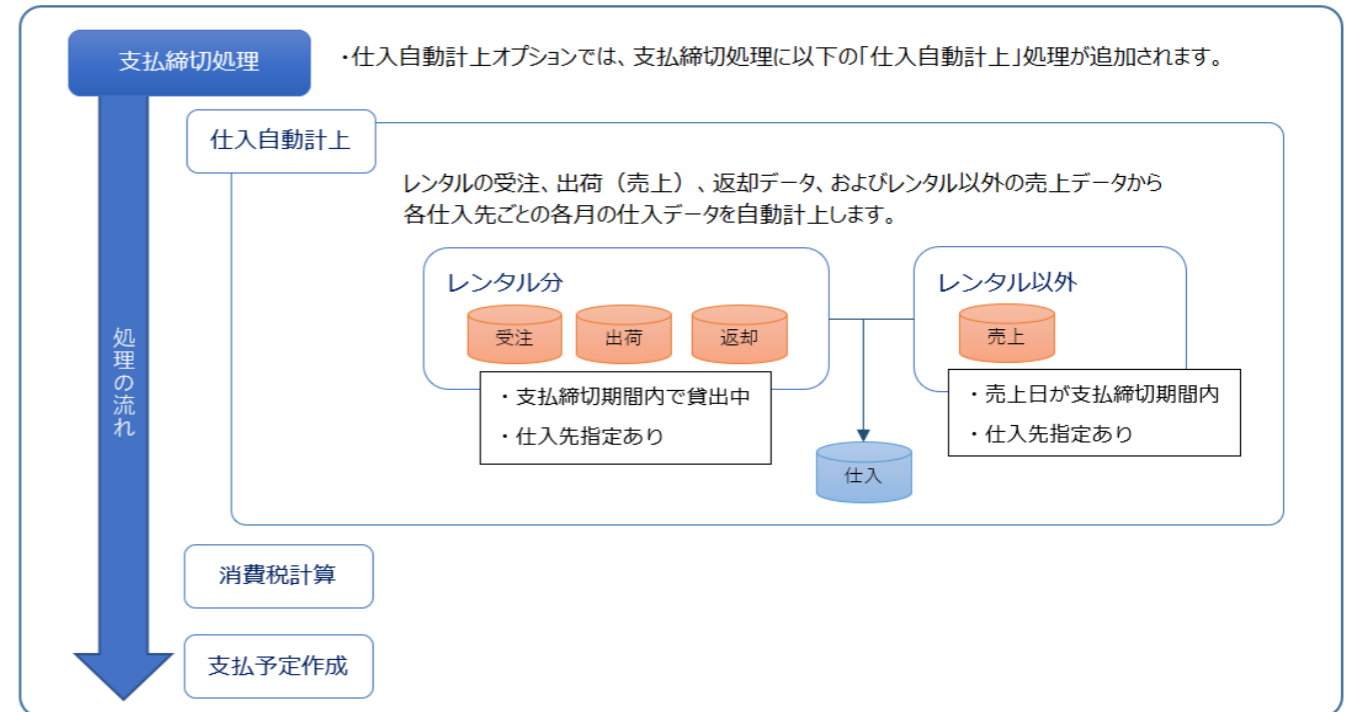 支払締切処理
・仕入自動計上オプションでは、支払締切処理に以下の「仕入自動計上」処理が追加されます。
仕入自動計上
レンタルの受注、出荷（売上）、返却データ、およびレンタル以外の売上データから
各仕入先ごとの各月の仕入データを自動計上します。
レンタル分
受注
出荷
返却
・支払締切期間内で貸出中
・仕入先指定あり
レンタル以外
売上
・売上日が支払締切期間内
・仕入先指定あり
仕入
処理の流れ
消費税計算
支払予定作成